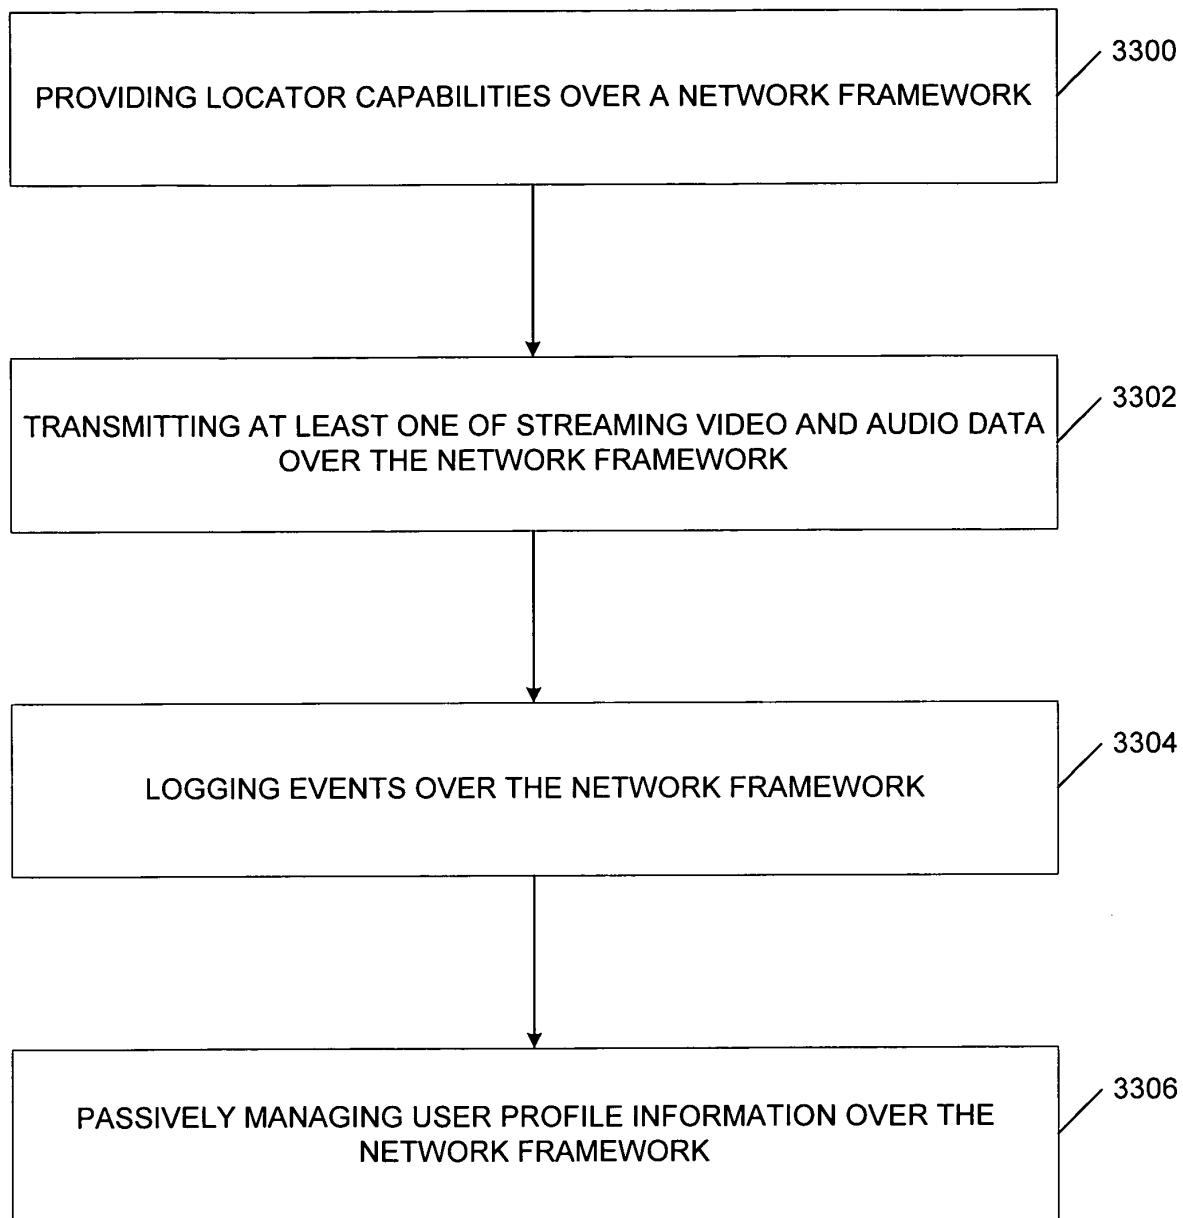 3300
PROVIDING LOCATOR CAPABILITIES OVER A NETWORK FRAMEWORK
3302
TRANSMITTING AT LEAST ONE OF STREAMING VIDEO AND AUDIO DATA
OVER THE NETWORK FRAMEWORK
3304
LOGGING EVENTS OVER THE NETWORK FRAMEWORK
3306
PASSIVELY MANAGING USER PROFILE INFORMATION OVER THE
NETWORK FRAMEWORK